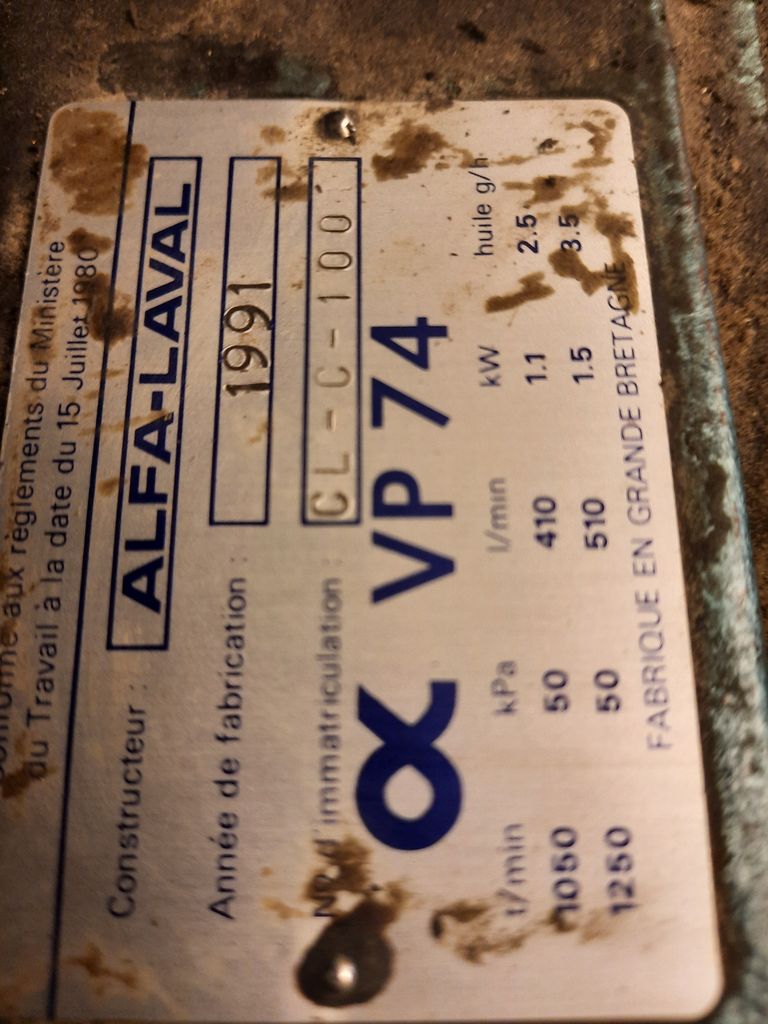 aux règlements du Ministère
du Travail à la date du 15 Juillet 1980
Constructeur : ALFA-LAVAL
Année de fabrication : 1991
No d'immatriculation : CL-C-100
α VP 74
t/min kPa l/min kW huile g/h
1050 50 410 1.1 2.5
1250 50 510 1.5 3.5
FABRIQUE EN GRANDE BRETAGNE